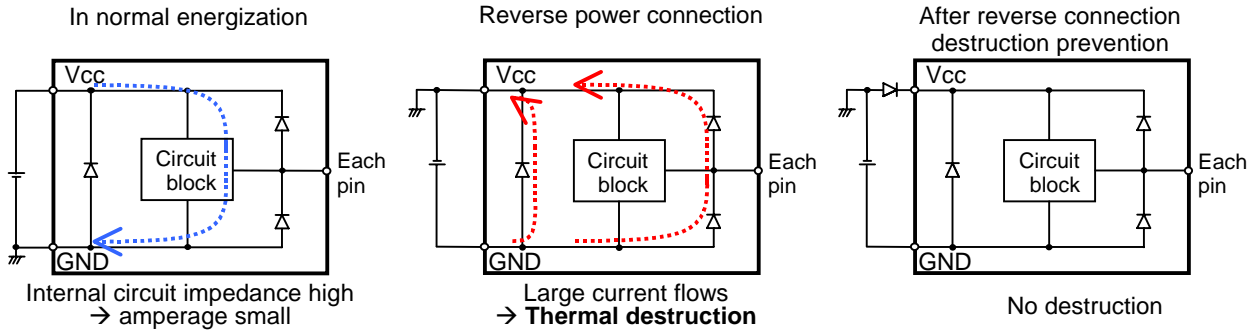 In normal energization
Vcc
Circuit
block
Each
pin
GND
Internal circuit impedance high
→ amperage small
Reverse power connection
Vcc
Circuit
block
Each
pin
GND
Large current flows
→ Thermal destruction
After reverse connection
destruction prevention
Vcc
Circuit
block
Each
pin
GND
No destruction